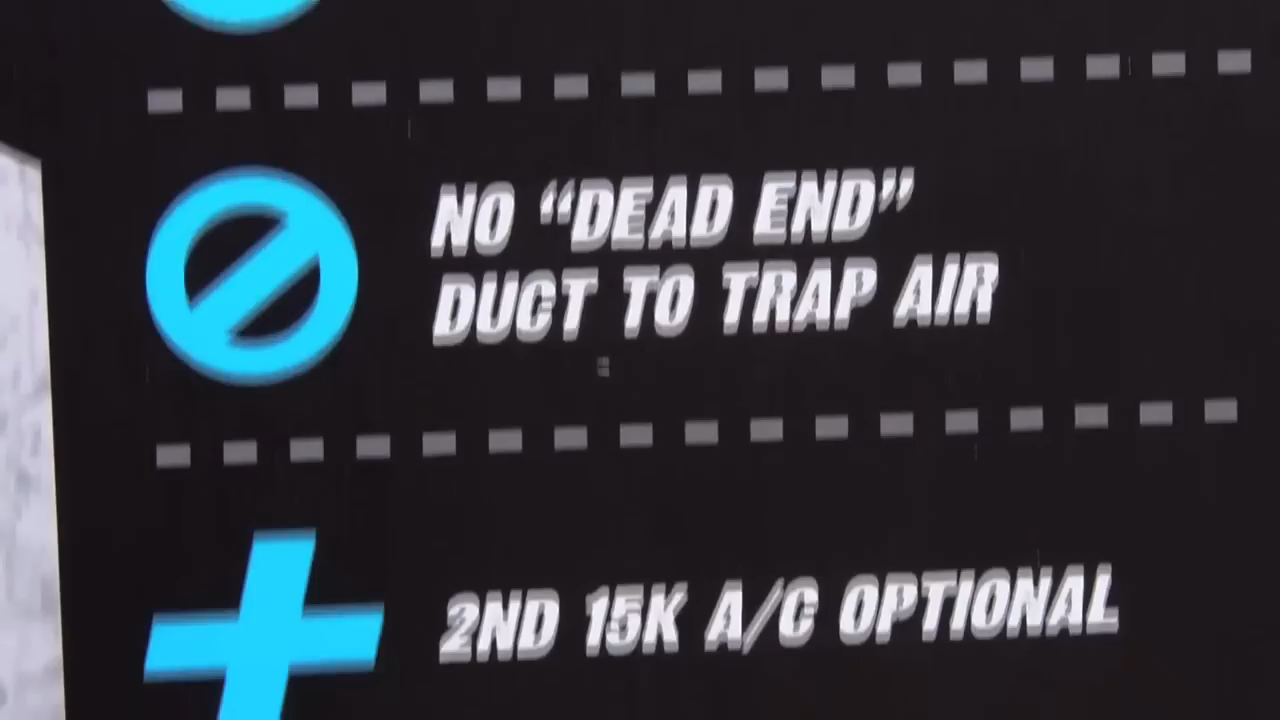 NO “DEAD END”
DUCT TO TRAP AIR
2ND 15K A/C OPTIONAL